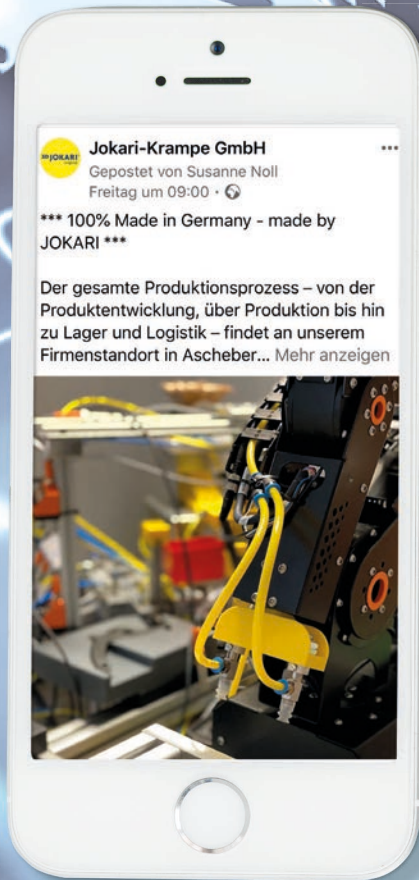 JOKARI
Jokari-Krampe GmbH
Gepostet von Susanne Noll
Freitag um 09:00 ·
*** 100% Made in Germany - made by
JOKARI ***
Der gesamte Produktionsprozess – von der
Produktentwicklung, über Produktion bis hin
zu Lager und Logistik – findet an unserem
Firmenstandort in Ascheber... Mehr anzeigen